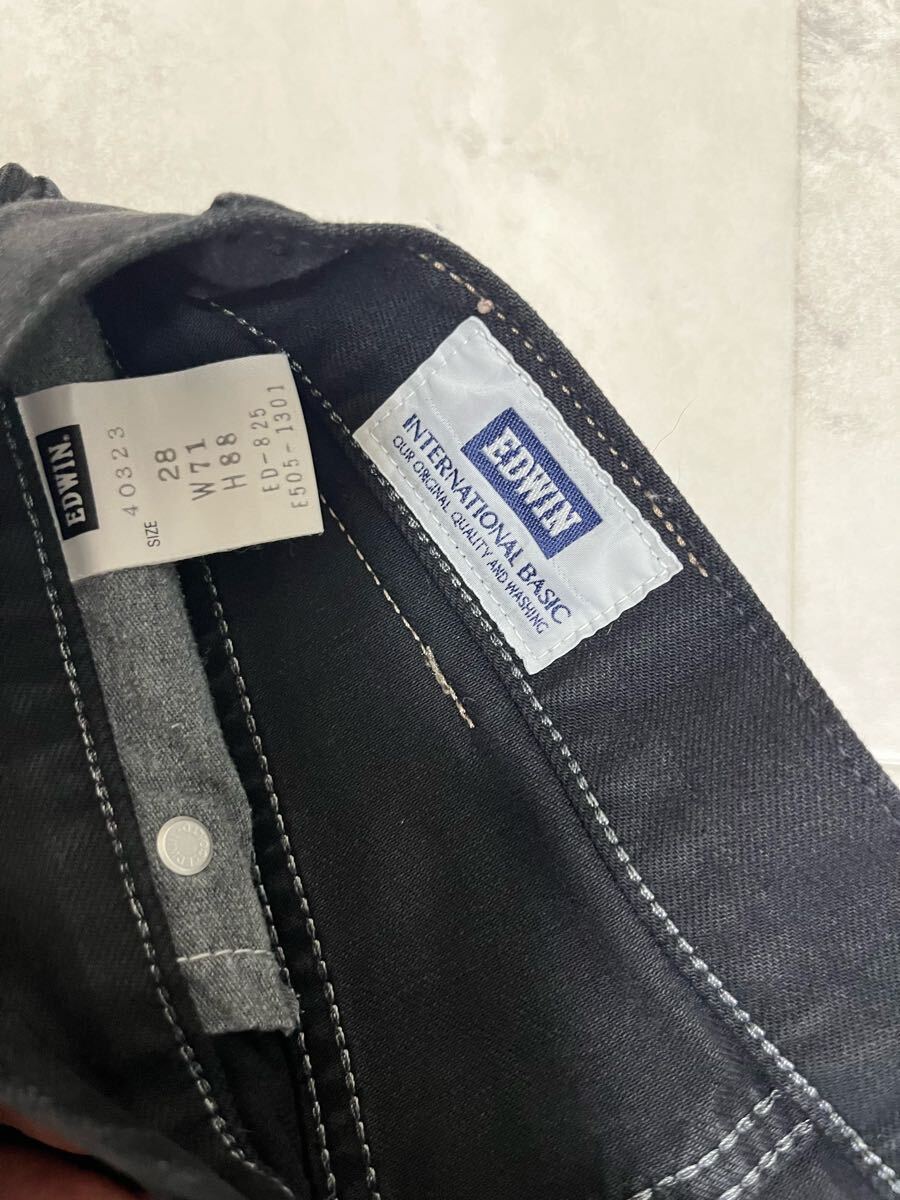 EDWIN.
40323
SIZE 28
W71
H88
ED-825
E505-1301
EDWIN
INTERNATIONAL BASIC
OUR ORIGINAL QUALITY AND WASHING